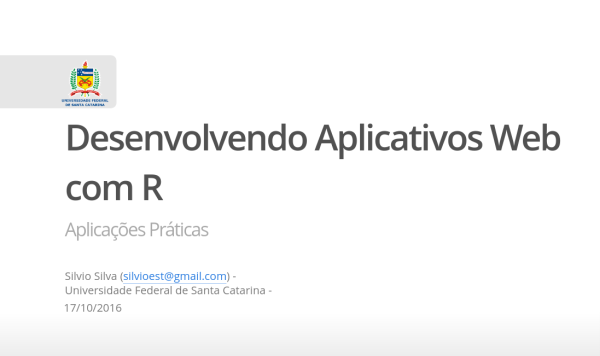 UNIVERSIDADE FEDERAL
DE SANTA CATARINA
Desenvolvendo Aplicativos Web
com R
Aplicações Práticas
Silvio Silva (silvioest@gmail.com) -
Universidade Federal de Santa Catarina -
17/10/2016